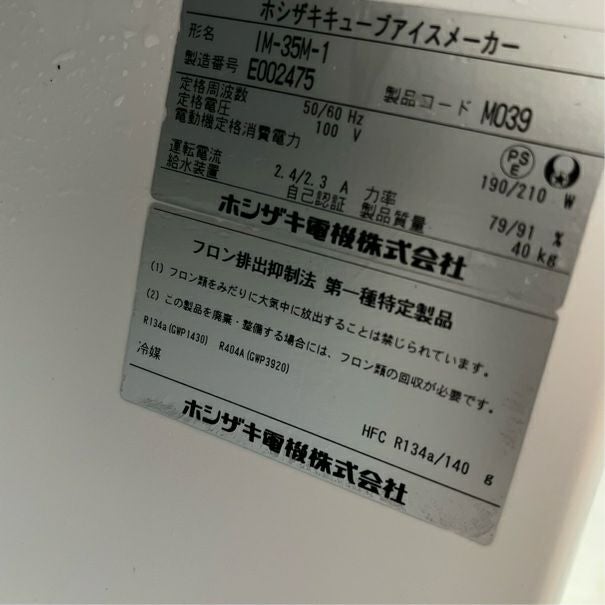 ホシザキキューブアイスメーカー
形名 IM-35M-1
製造番号 E002475 製品コード M039
定格周波数 50/60 Hz
定格電圧 100 V
電動機定格消費電力 190/210 W
PSE
運転電流 2.4/2.3 A 力率 79/91 %
給水装置 自己認証 製品質量 40 kg
ホシザキ電機株式会社
フロン排出抑制法 第一種特定製品
(1) フロン類をみだりに大気中に放出することは禁じられています。
(2) この製品を廃棄・整備する場合には、フロン類の回収が必要です。
R134a(GWP1430) R404A(GWP3920)
冷媒 HFC R134a/140 g
ホシザキ電機株式会社